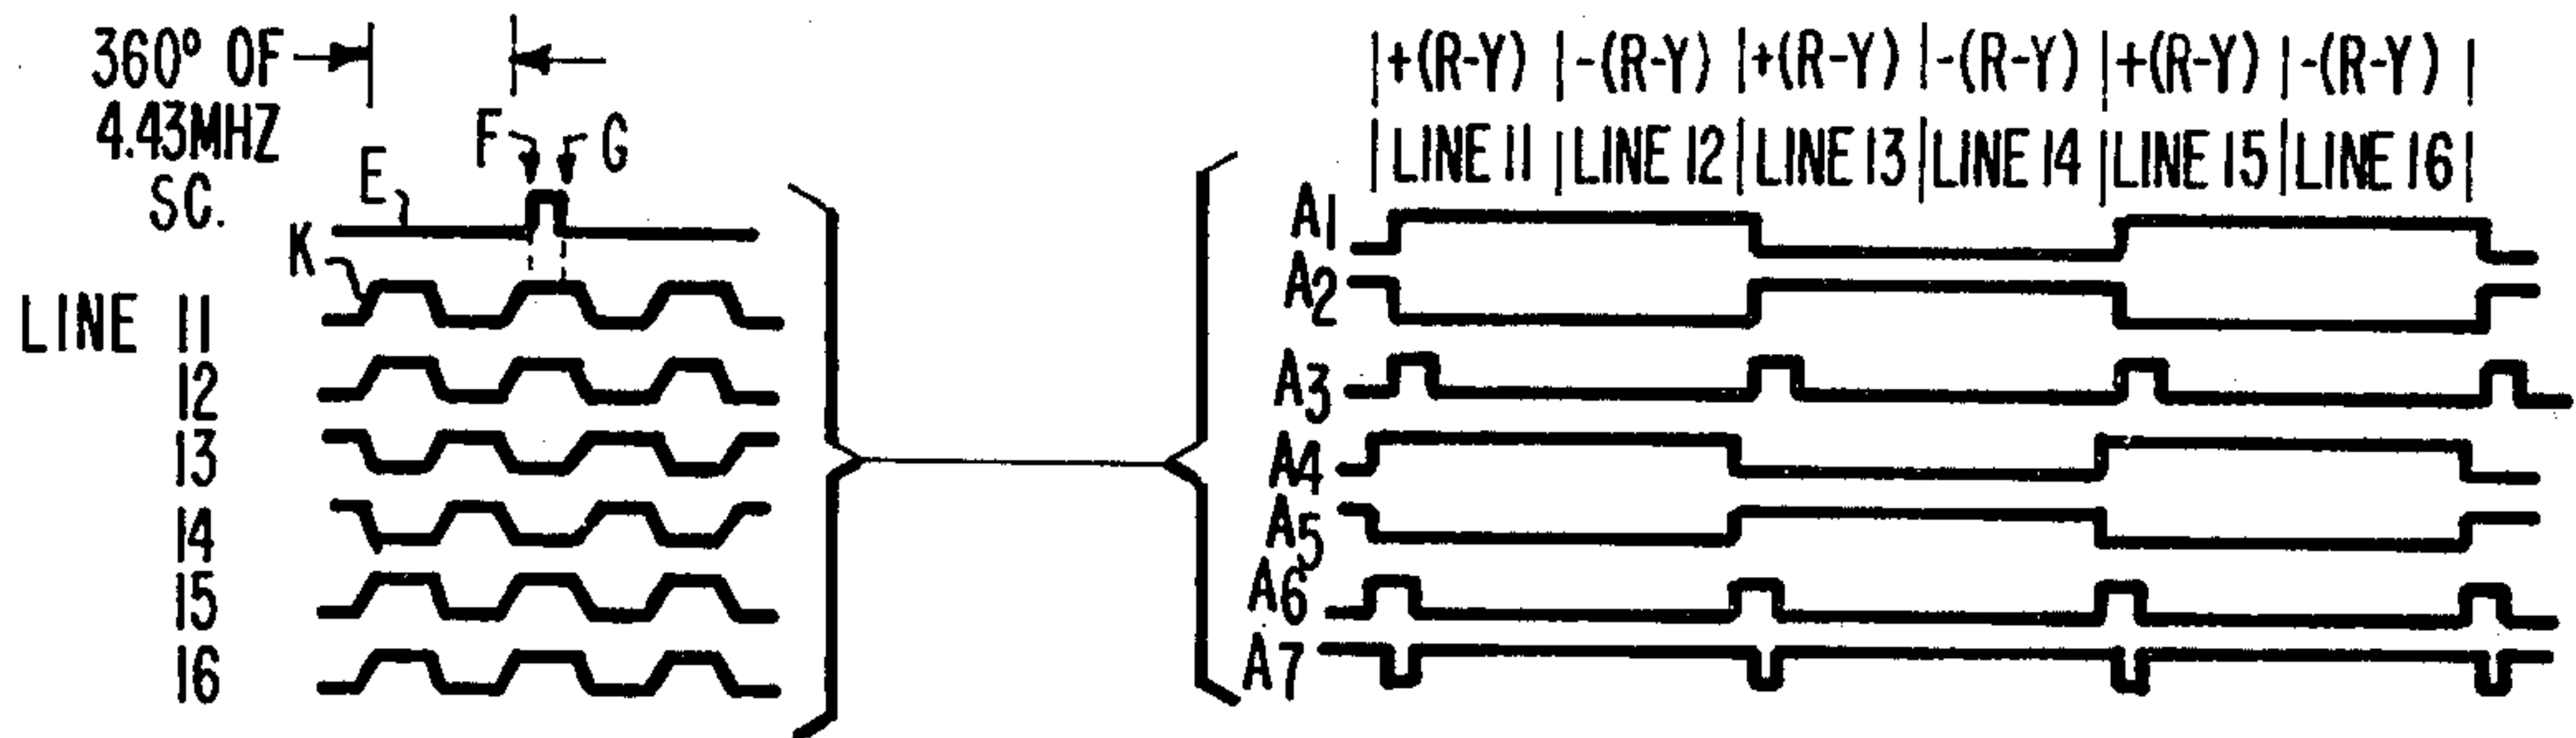 360° OF
4.43MHZ
SC.
E
F
G
K
LINE 11
12
13
14
15
16
|+(R-Y)|-(R-Y)|+(R-Y)|-(R-Y)|+(R-Y)|-(R-Y)|
|LINE 11|LINE 12|LINE 13|LINE 14|LINE 15|LINE 16|
A1
A2
A3
A4
A5
A6
A7